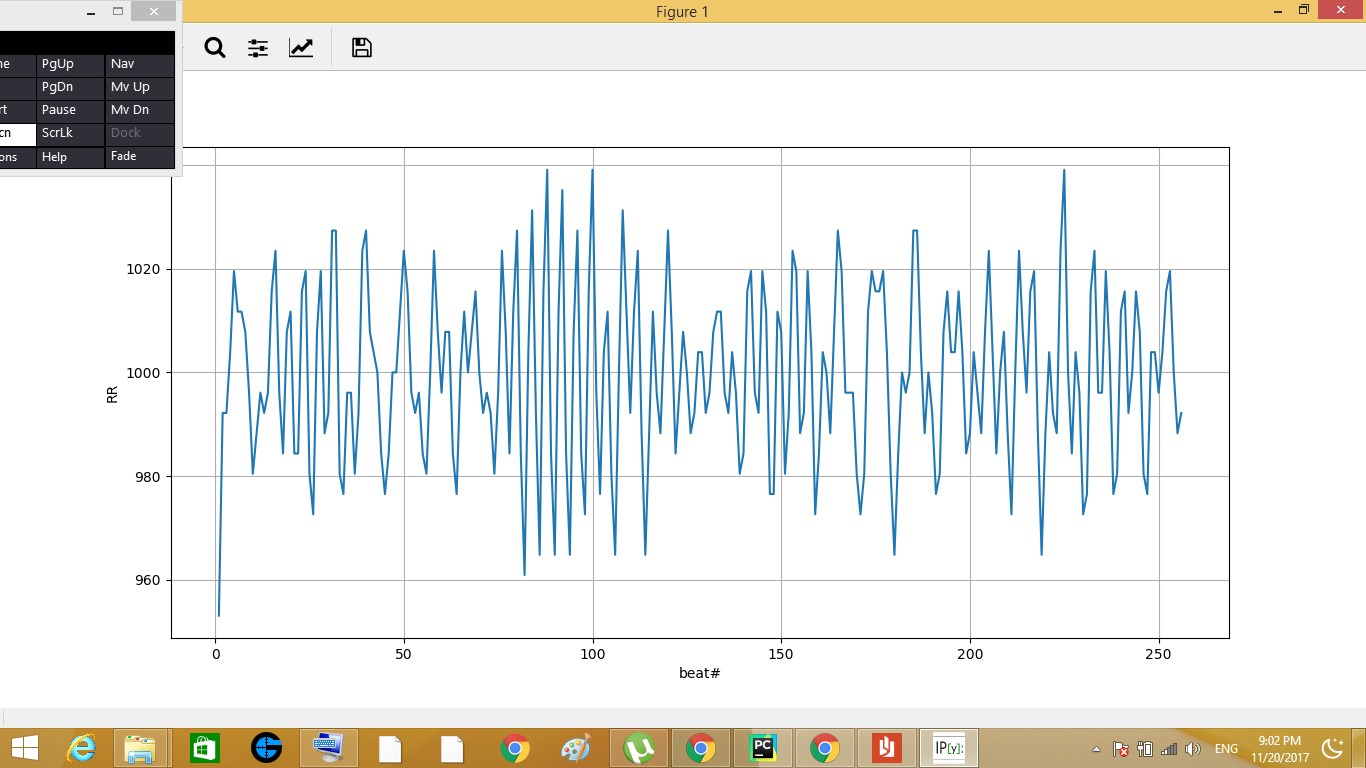 Figure 1
ne PgUp Nav
PgDn Mv Up
rt Pause Mv Dn
cn ScrLk Dock
ons Help Fade
1020
1000
980
960
RR
0 50 100 150 200 250
beat#
PC
IP[y]:
ENG
9:02 PM
11/20/2017